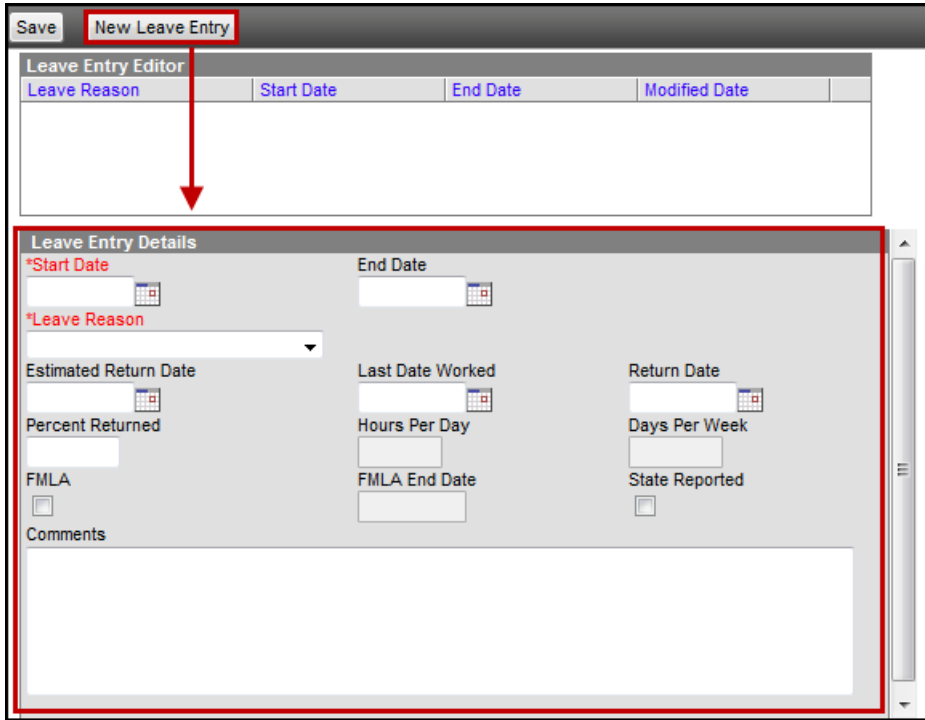 Save New Leave Entry
Leave Entry Editor
Leave Reason Start Date End Date Modified Date
Leave Entry Details
*Start Date End Date
*Leave Reason
Estimated Return Date Last Date Worked Return Date
Percent Returned Hours Per Day Days Per Week
FMLA FMLA End Date State Reported
Comments